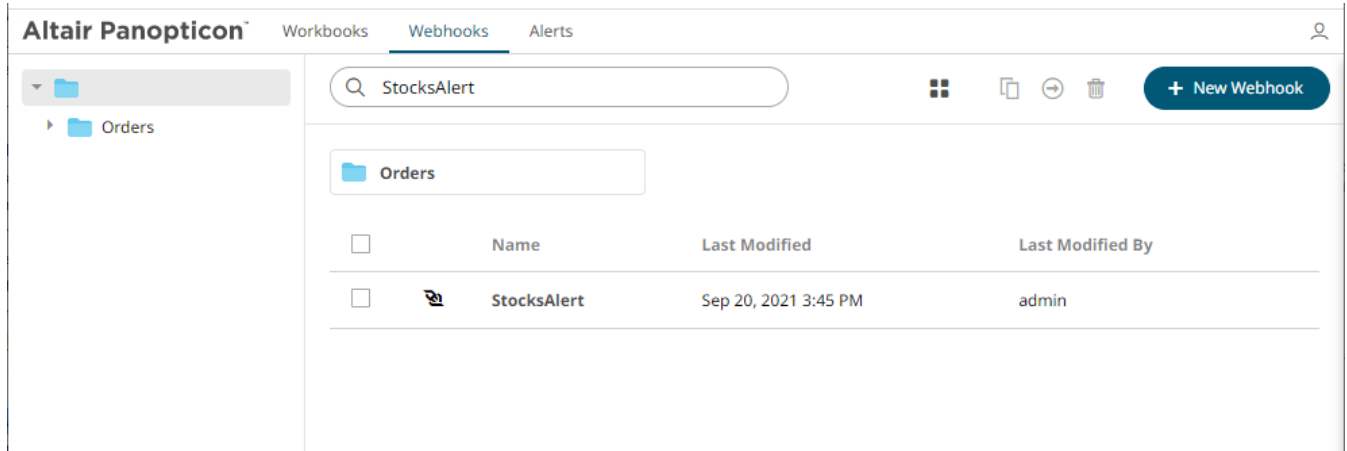 Altair Panopticon™ Workbooks Webhooks Alerts
StocksAlert + New Webhook
Orders
Orders
Name Last Modified Last Modified By
StocksAlert Sep 20, 2021 3:45 PM admin